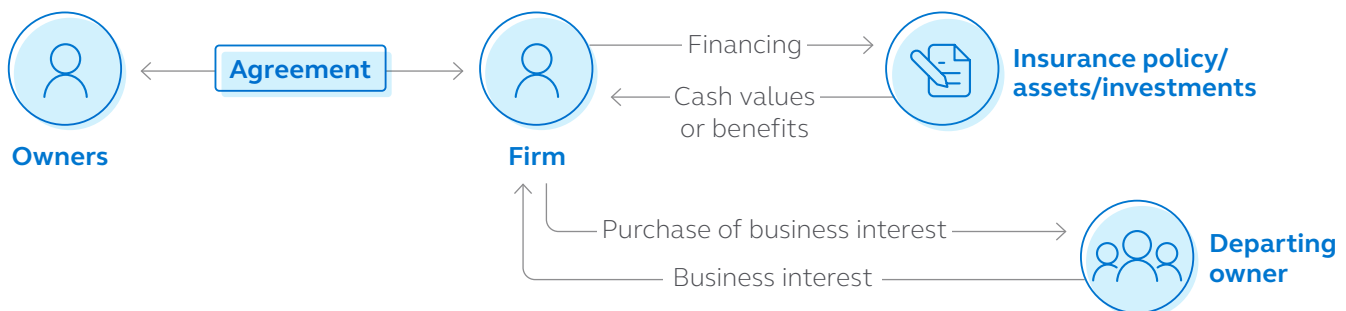 Agreement
Financing
Cash values
or benefits
Insurance policy/
assets/investments
Owners
Firm
Purchase of business interest
Business interest
Departing
owner